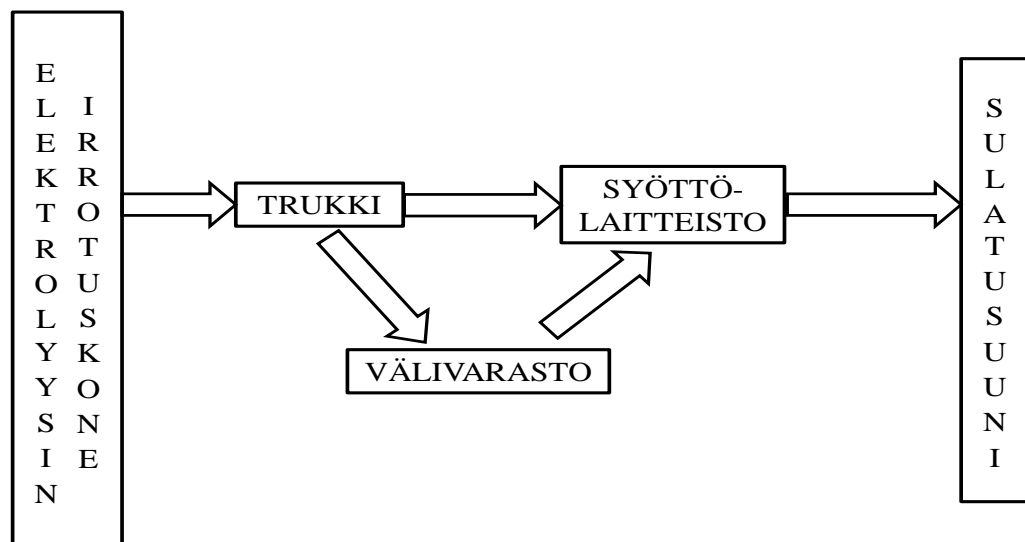 ELEKTROLYYSIN
IRROTUSKONE
TRUKKI
SYÖTTÖ-
LAITTEISTO
VÄLIVARASTO
SULATUSUUNI